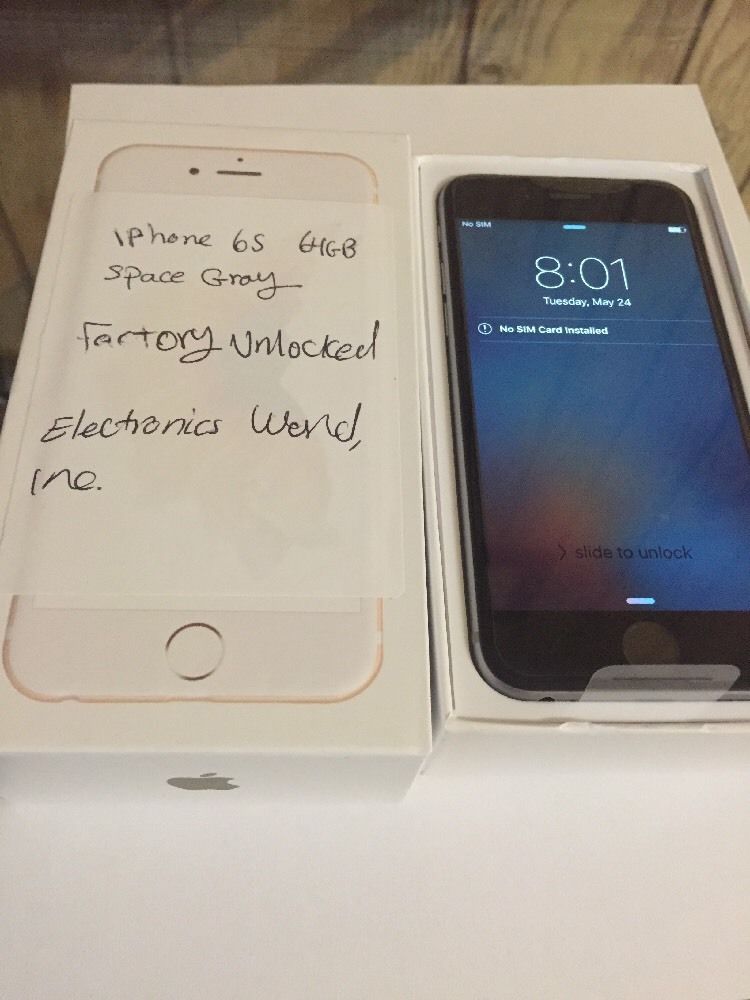 iphone 6S 64GB
Space Gray
Factory Unlocked
Electronics World,
Inc.
No SIM
8:01
Tuesday, May 24
No SIM Card Installed
> slide to unlock